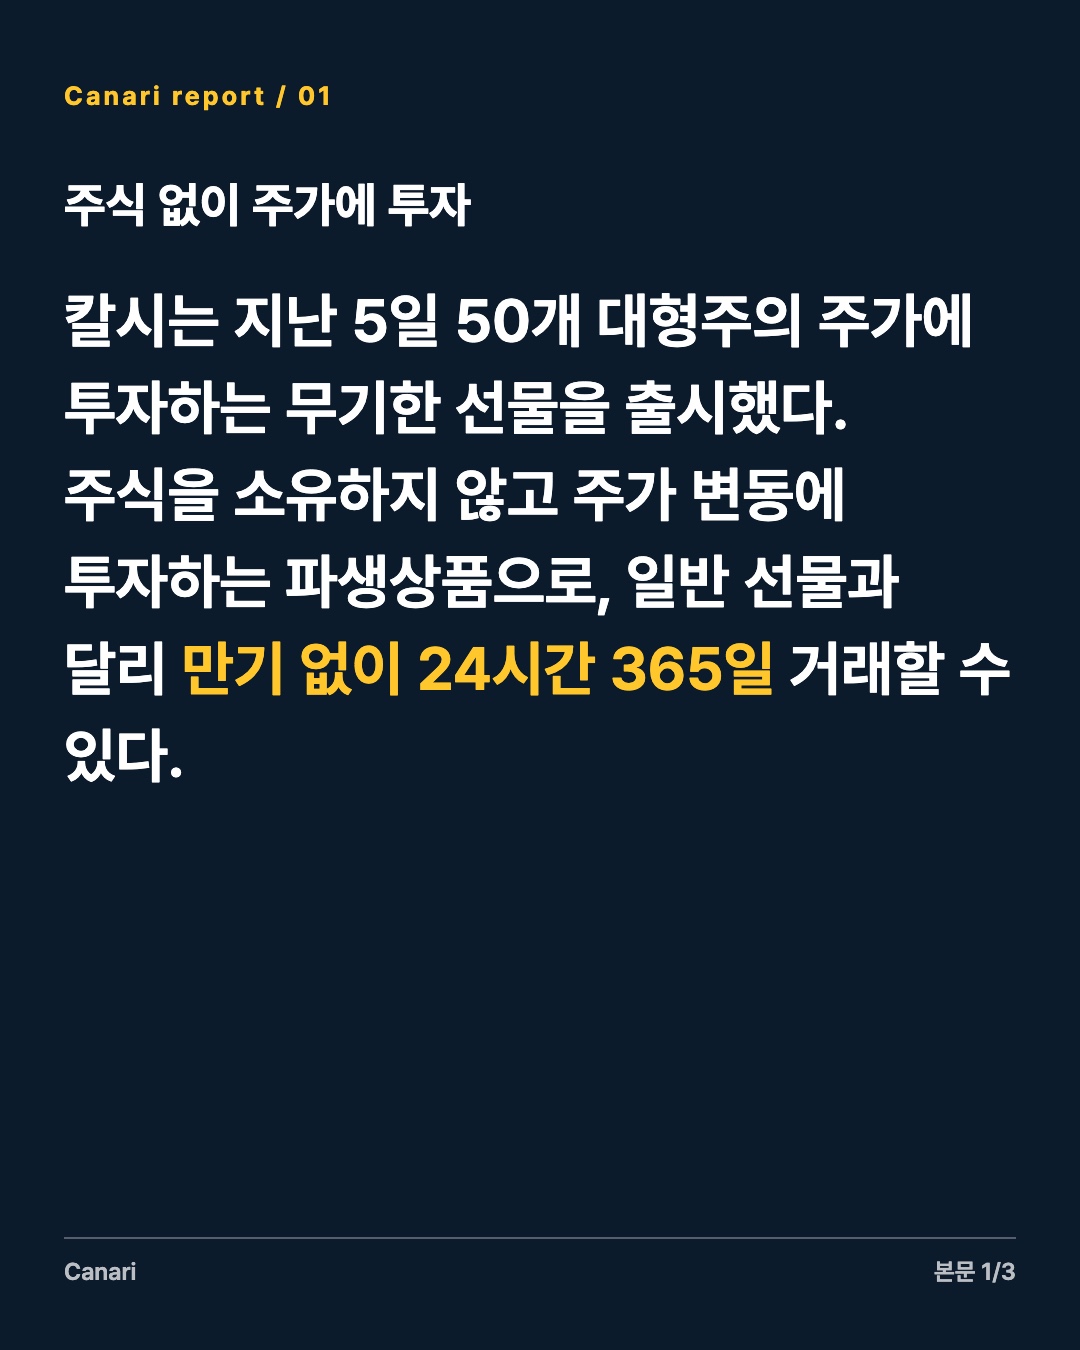 Canari report / 01
주식 없이 주가에 투자
칼시는 지난 5일 50개 대형주의 주가에
투자하는 무기한 선물을 출시했다.
주식을 소유하지 않고 주가 변동에
투자하는 파생상품으로, 일반 선물과
달리 만기 없이 24시간 365일 거래할 수
있다.
Canari
본문 1/3